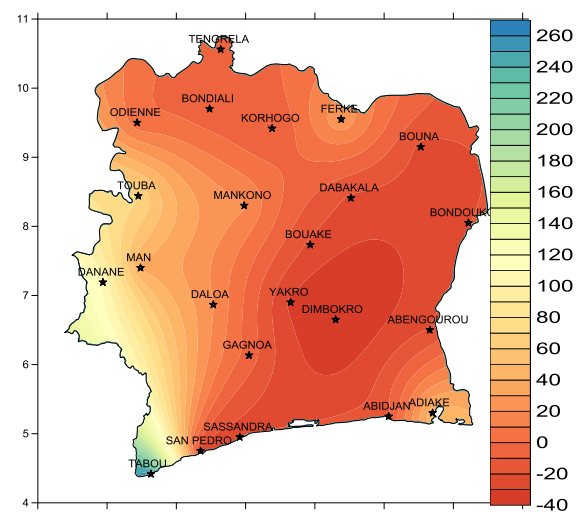 11
10
9
8
7
6
5
4
TENGRELA
BONDIALI
ODIENNE
KORHOGO
FERKE
BOUNA
TOUBA
MANKONO
DABAKALA
BONDOUKO
BOUAKE
MAN
DANANE
DALOA
YAKRO
DIMBOKRO
ABENGOUROU
GAGNOA
ABIDJAN
ADIAKE
SASSANDRA
SAN PEDRO
TABOU
260
240
220
200
180
160
140
120
100
80
60
40
20
0
-20
-40